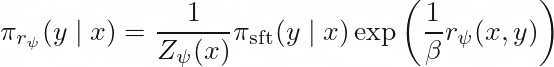 π_{r_ψ}(y | x) = \frac{1}{Z_ψ(x)} π_{sft}(y | x) exp ( \frac{1}{β} r_ψ(x, y) )